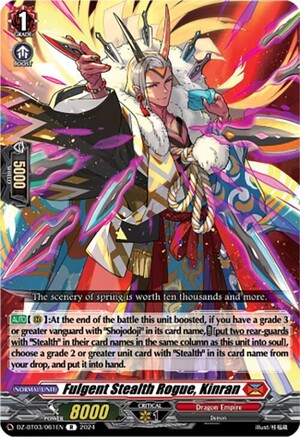 1
GRADE
BOOST
5000
SHIELD
The scenery of spring is worth ten thousands and more.
AUTO [RC]:At the end of the battle this unit boosted, if you have a grade 3
or greater vanguard with "Shojodoji" in its card name, [put two rear-guards
with "Stealth" in their card names in the same column as this unit into soul],
choose a grade 2 or greater unit card with "Stealth" in its card name from
your drop, and put it into hand.
NORMAL UNIT
Fulgent Stealth Rogue, Kinran
POWER 8000
CRITICAL 1
Dragon Empire
Demon
DZ-BT03/061EN R 2024